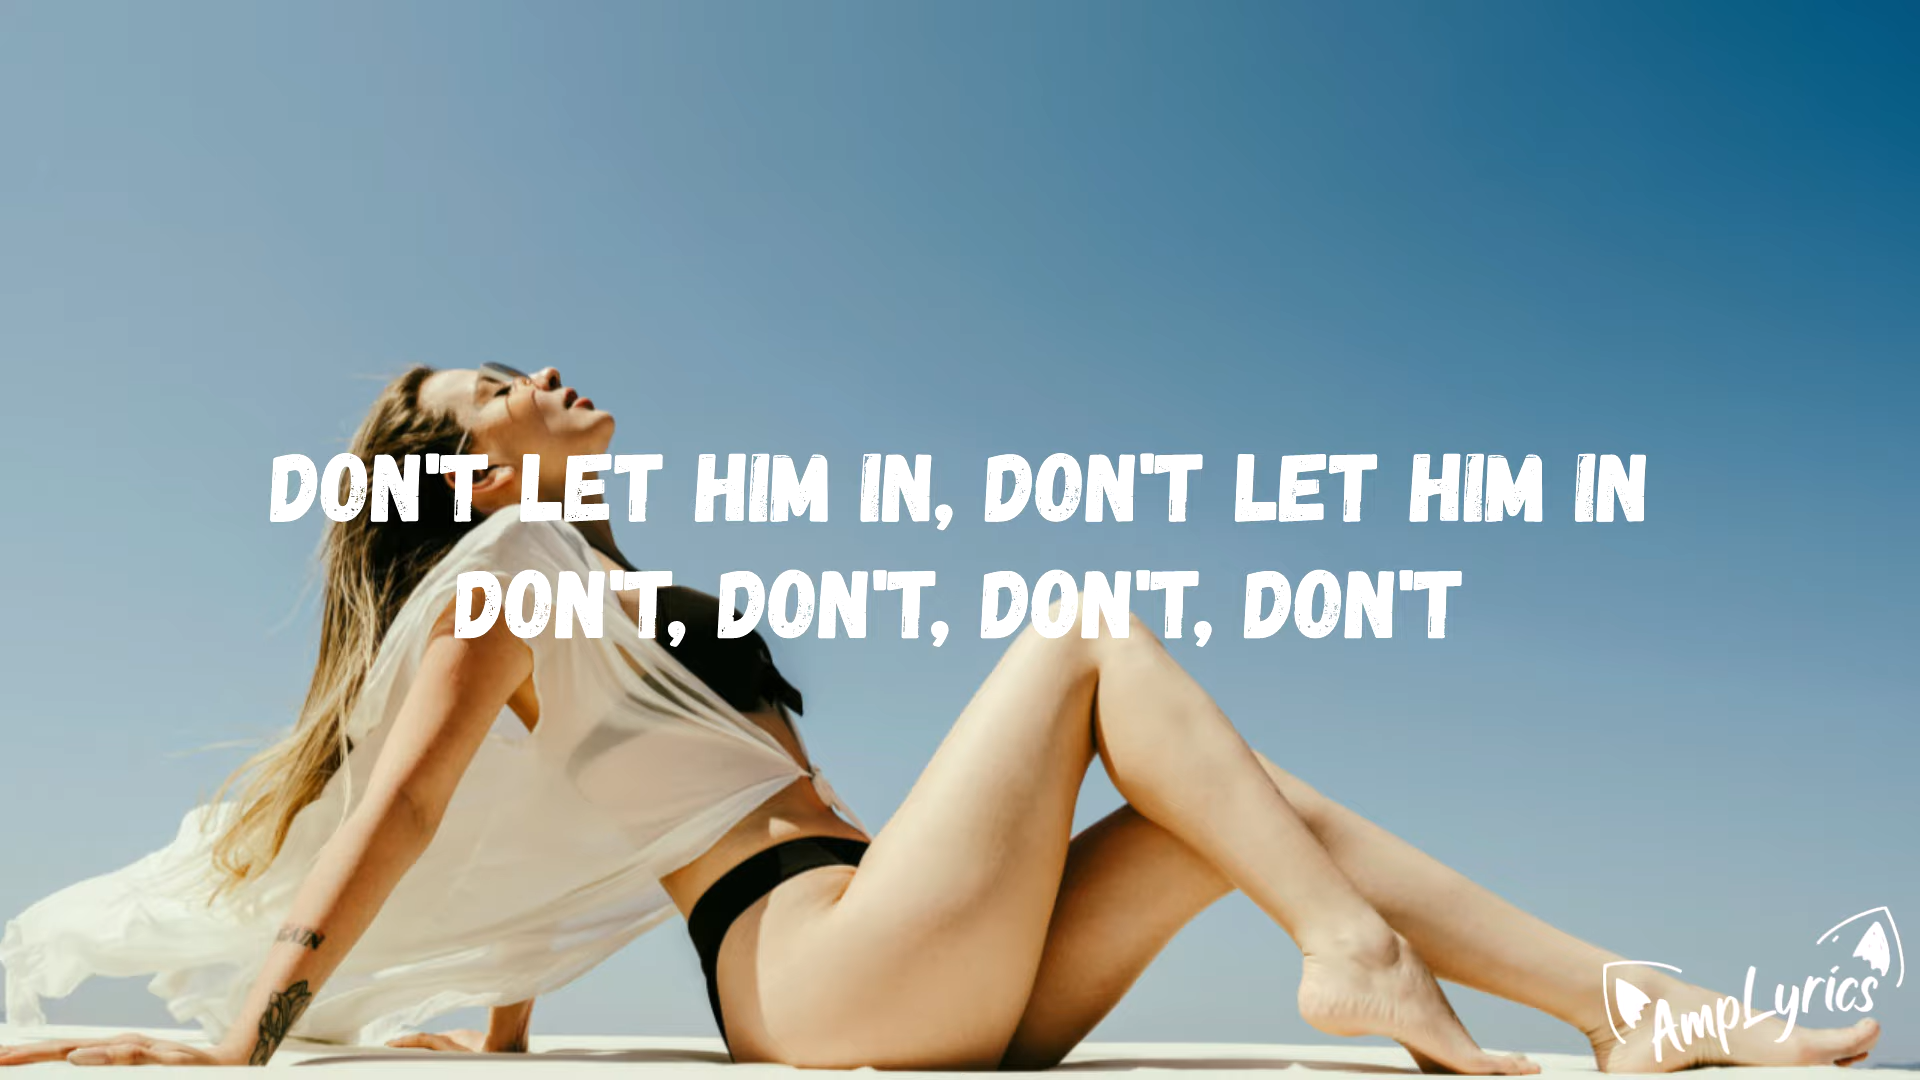 DON'T LET HIM IN, DON'T LET HIM IN
DON'T, DON'T, DON'T, DON'T
AmpLyrics